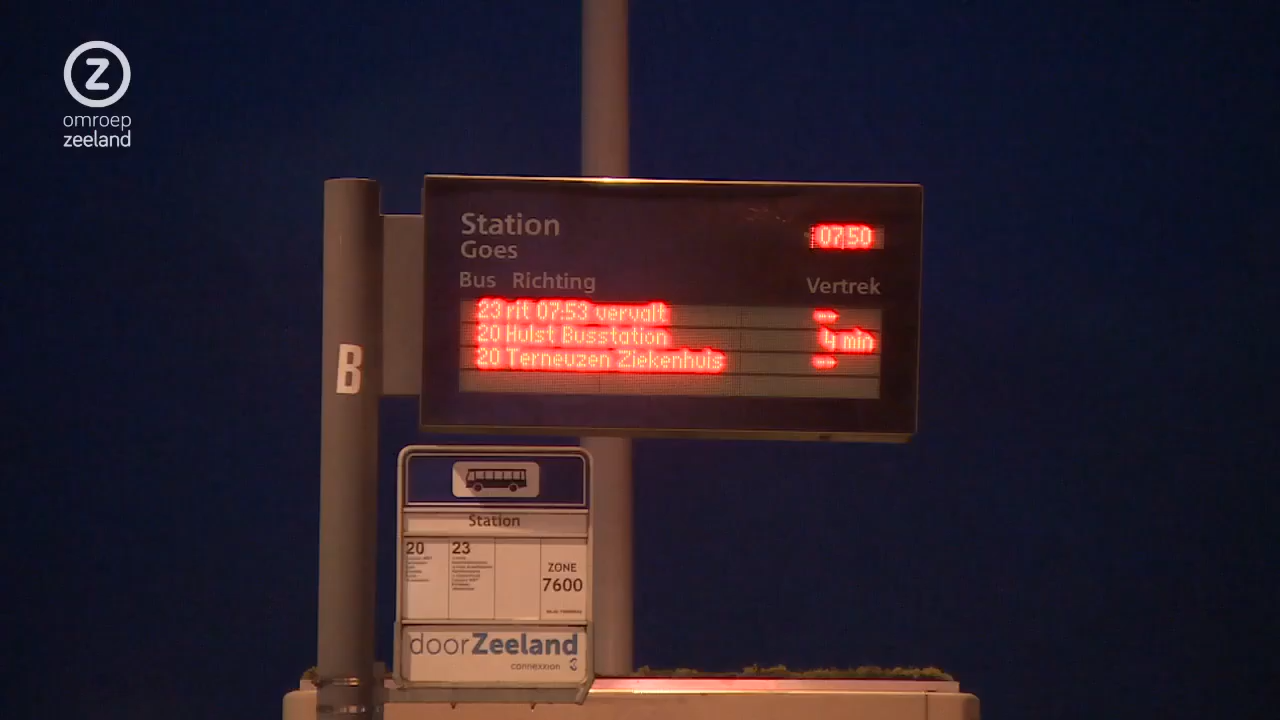 Z
omroep
zeeland
Station
Goes
07:50
Bus Richting Vertrek
23 rit 07:53 vervalt ---
20 Hulst Busstation 4 min
20 Terneuzen Ziekenhuis ---
B
Station
20 23
ZONE
7600
doorZeeland
connexxion